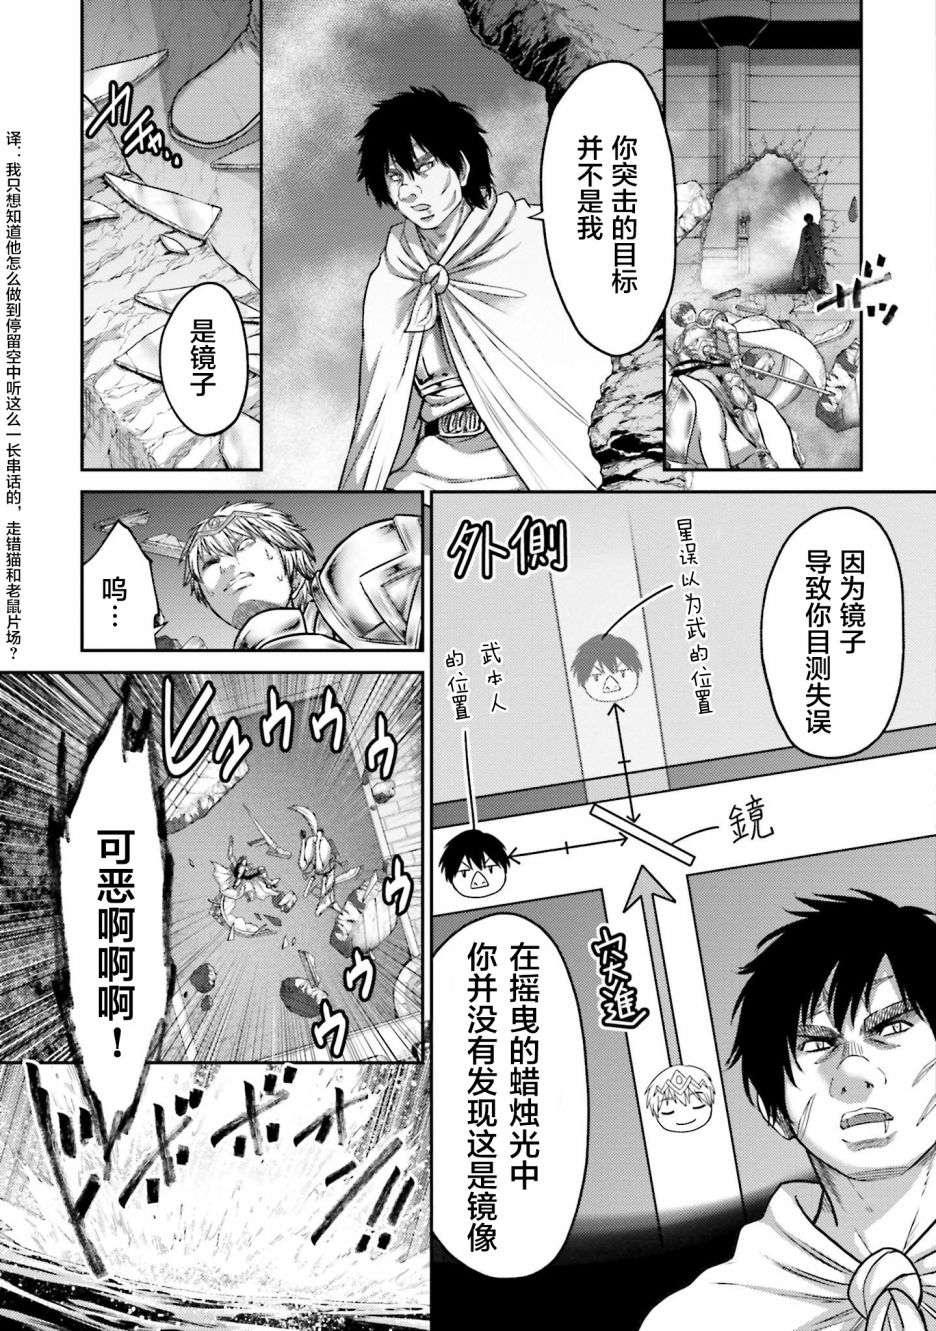 你突击的目标
并不是我
是镜子
因为镜子
导致你目测失误
外側
星误以为武的位置
武本人
的位置
鏡
突進
在摇曳的蜡烛光中
你并没有发现这是镜像
呜…
可恶啊啊啊！
译：我只想知道他怎么做到停留空中听这么一长串话的，走错猫和老鼠片场？